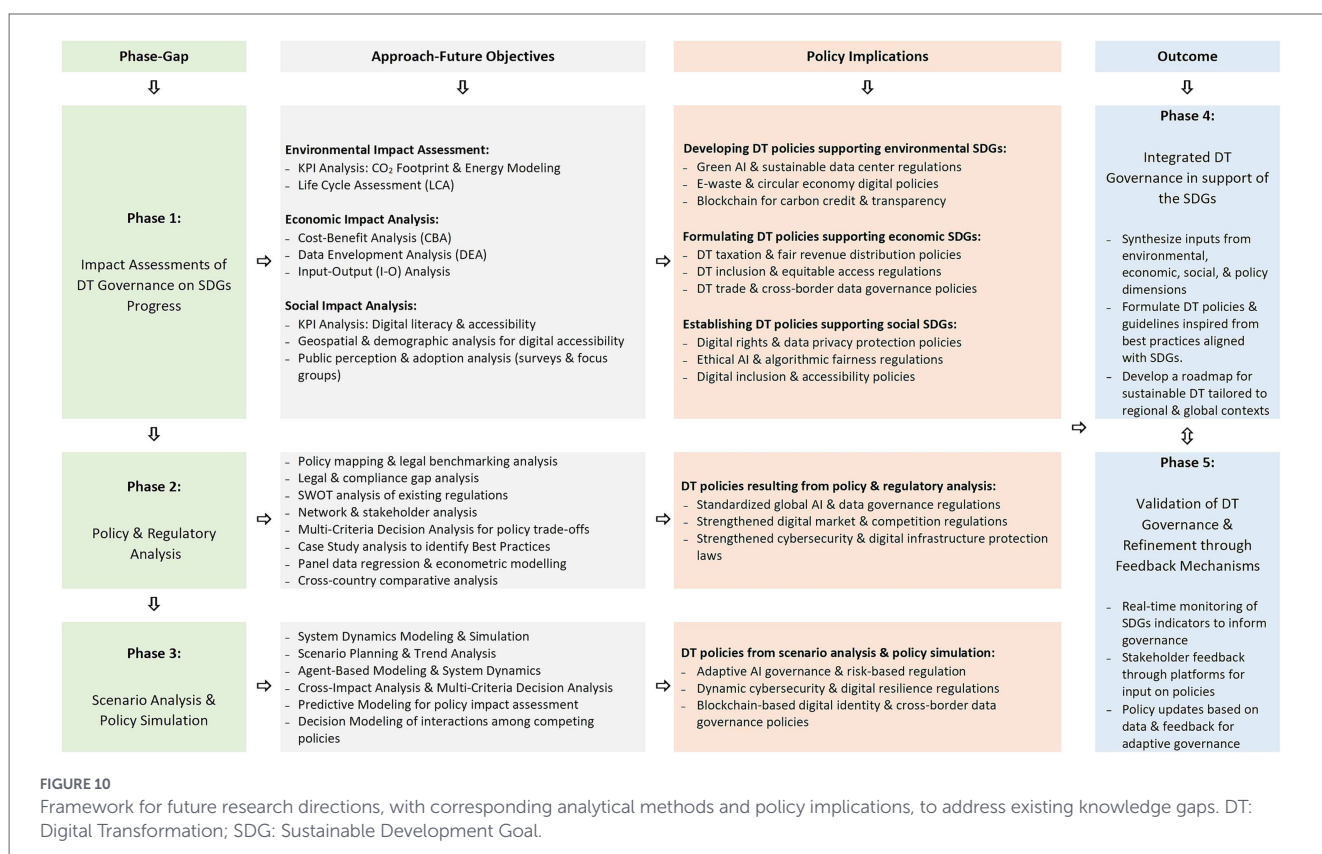 Phase-Gap
Approach-Future Objectives
Policy Implications
Outcome
Phase 1:
Impact Assessments of
DT Governance on SDGs
Progress
Environmental Impact Assessment:
- KPI Analysis: CO₂ Footprint & Energy Modeling
- Life Cycle Assessment (LCA)
Economic Impact Analysis:
- Cost-Benefit Analysis (CBA)
- Data Envelopment Analysis (DEA)
- Input-Output (I-O) Analysis
Social Impact Analysis:
- KPI Analysis: Digital literacy & accessibility
- Geospatial & demographic analysis for digital accessibility
- Public perception & adoption analysis (surveys & focus
groups)
Developing DT policies supporting environmental SDGs:
- Green AI & sustainable data center regulations
- E-waste & circular economy digital policies
- Blockchain for carbon credit & transparency
Formulating DT policies supporting economic SDGs:
- DT taxation & fair revenue distribution policies
- DT inclusion & equitable access regulations
- DT trade & cross-border data governance policies
Establishing DT policies supporting social SDGs:
- Digital rights & data privacy protection policies
- Ethical AI & algorithmic fairness regulations
- Digital inclusion & accessibility policies
Phase 2:
Policy & Regulatory
Analysis
- Policy mapping & legal benchmarking analysis
- Legal & compliance gap analysis
- SWOT analysis of existing regulations
- Network & stakeholder analysis
- Multi-Criteria Decision Analysis for policy trade-offs
- Case Study analysis to identify Best Practices
- Panel data regression & econometric modelling
- Cross-country comparative analysis
DT policies resulting from policy & regulatory analysis:
- Standardized global AI & data governance regulations
- Strengthened digital market & competition regulations
- Strengthened cybersecurity & digital infrastructure protection
laws
Phase 3:
Scenario Analysis &
Policy Simulation
- System Dynamics Modeling & Simulation
- Scenario Planning & Trend Analysis
- Agent-Based Modeling & System Dynamics
- Cross-Impact Analysis & Multi-Criteria Decision Analysis
- Predictive Modeling for policy impact assessment
- Decision Modeling of interactions among competing
policies
DT policies from scenario analysis & policy simulation:
- Adaptive AI governance & risk-based regulation
- Dynamic cybersecurity & digital resilience regulations
- Blockchain-based digital identity & cross-border data
governance policies
Phase 4:
Integrated DT
Governance in support of
the SDGs
- Synthesize inputs from
environmental,
economic, social, & policy
dimensions
- Formulate DT policies &
guidelines inspired from
best practices aligned
with SDGs.
- Develop a roadmap for
sustainable DT tailored to
regional & global contexts
Phase 5:
Validation of DT
Governance &
Refinement through
Feedback Mechanisms
- Real-time monitoring of
SDGs indicators to inform
governance
- Stakeholder feedback
through platforms for
input on policies
- Policy updates based on
data & feedback for
adaptive governance
FIGURE 10
Framework for future research directions, with corresponding analytical methods and policy implications, to address existing knowledge gaps. DT:
Digital Transformation; SDG: Sustainable Development Goal.